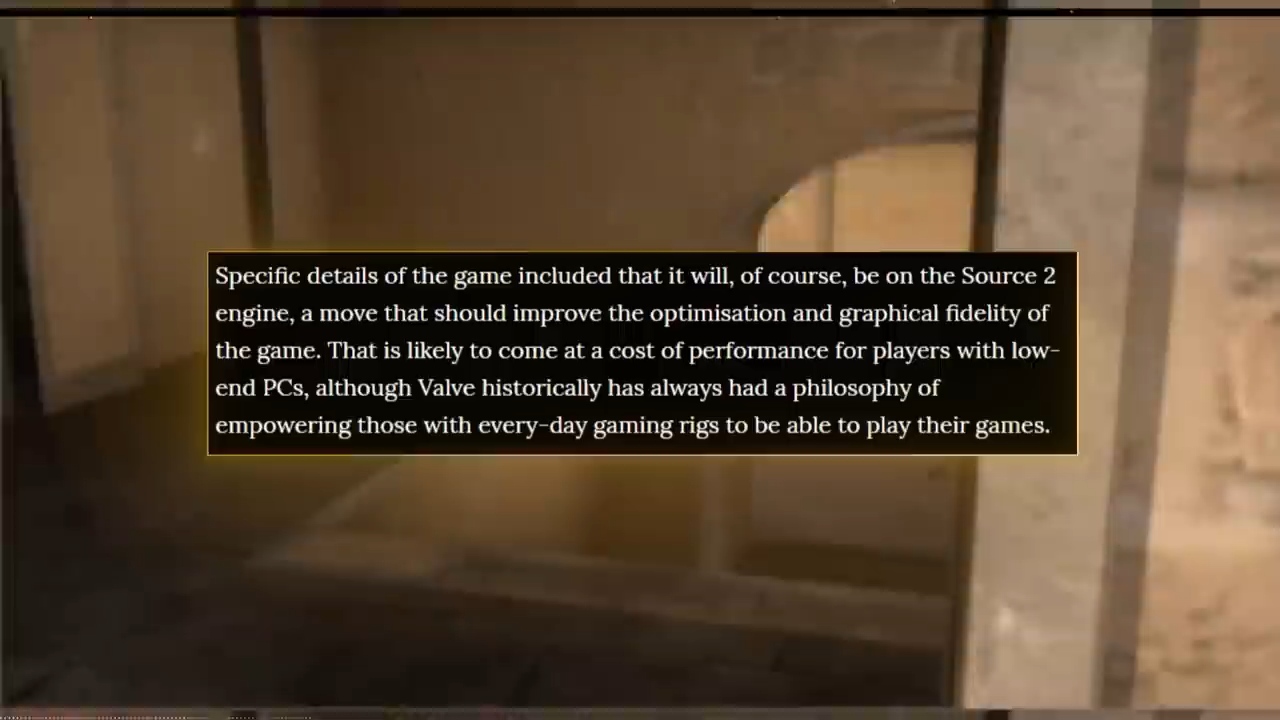 Specific details of the game included that it will, of course, be on the Source 2
engine, a move that should improve the optimisation and graphical fidelity of
the game. That is likely to come at a cost of performance for players with low-
end PCs, although Valve historically has always had a philosophy of
empowering those with every-day gaming rigs to be able to play their games.